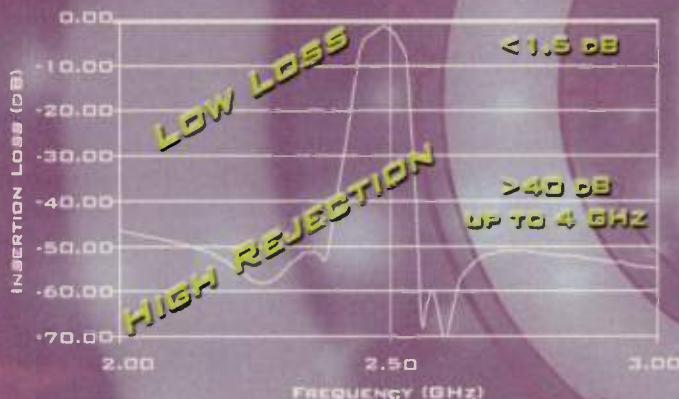 0.00
-10.00
-20.00
-30.00
-40.00
-50.00
-60.00
-70.00
INSERTION LOSS (DB)
LOW LOSS
<1.5 DB
HIGH REJECTION
>40 DB
UP TO 4 GHZ
2.00
2.50
3.00
FREQUENCY (GHZ)